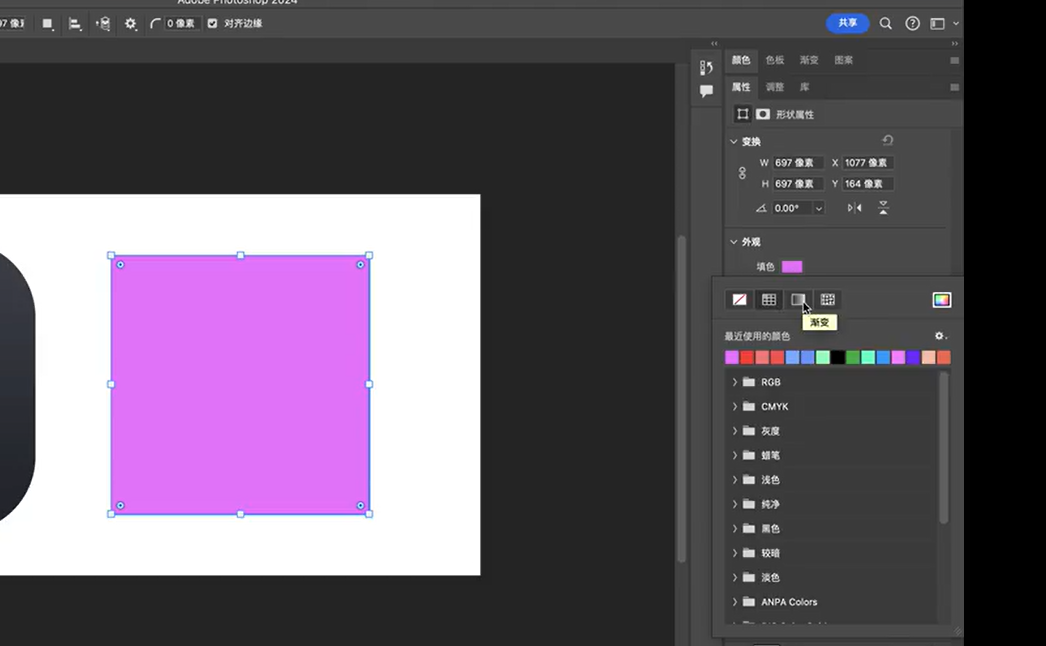 Adobe Photoshop 2024
0 像素 对齐边缘 共享
颜色 色板 渐变 图案
属性 调整 库
形状属性
变换
W 697 像素 X 1077 像素
H 697 像素 Y 164 像素
0.00°
外观
填色
渐变
最近使用的颜色
RGB
CMYK
灰度
蜡笔
浅色
纯净
黑色
较暗
淡色
ANPA Colors